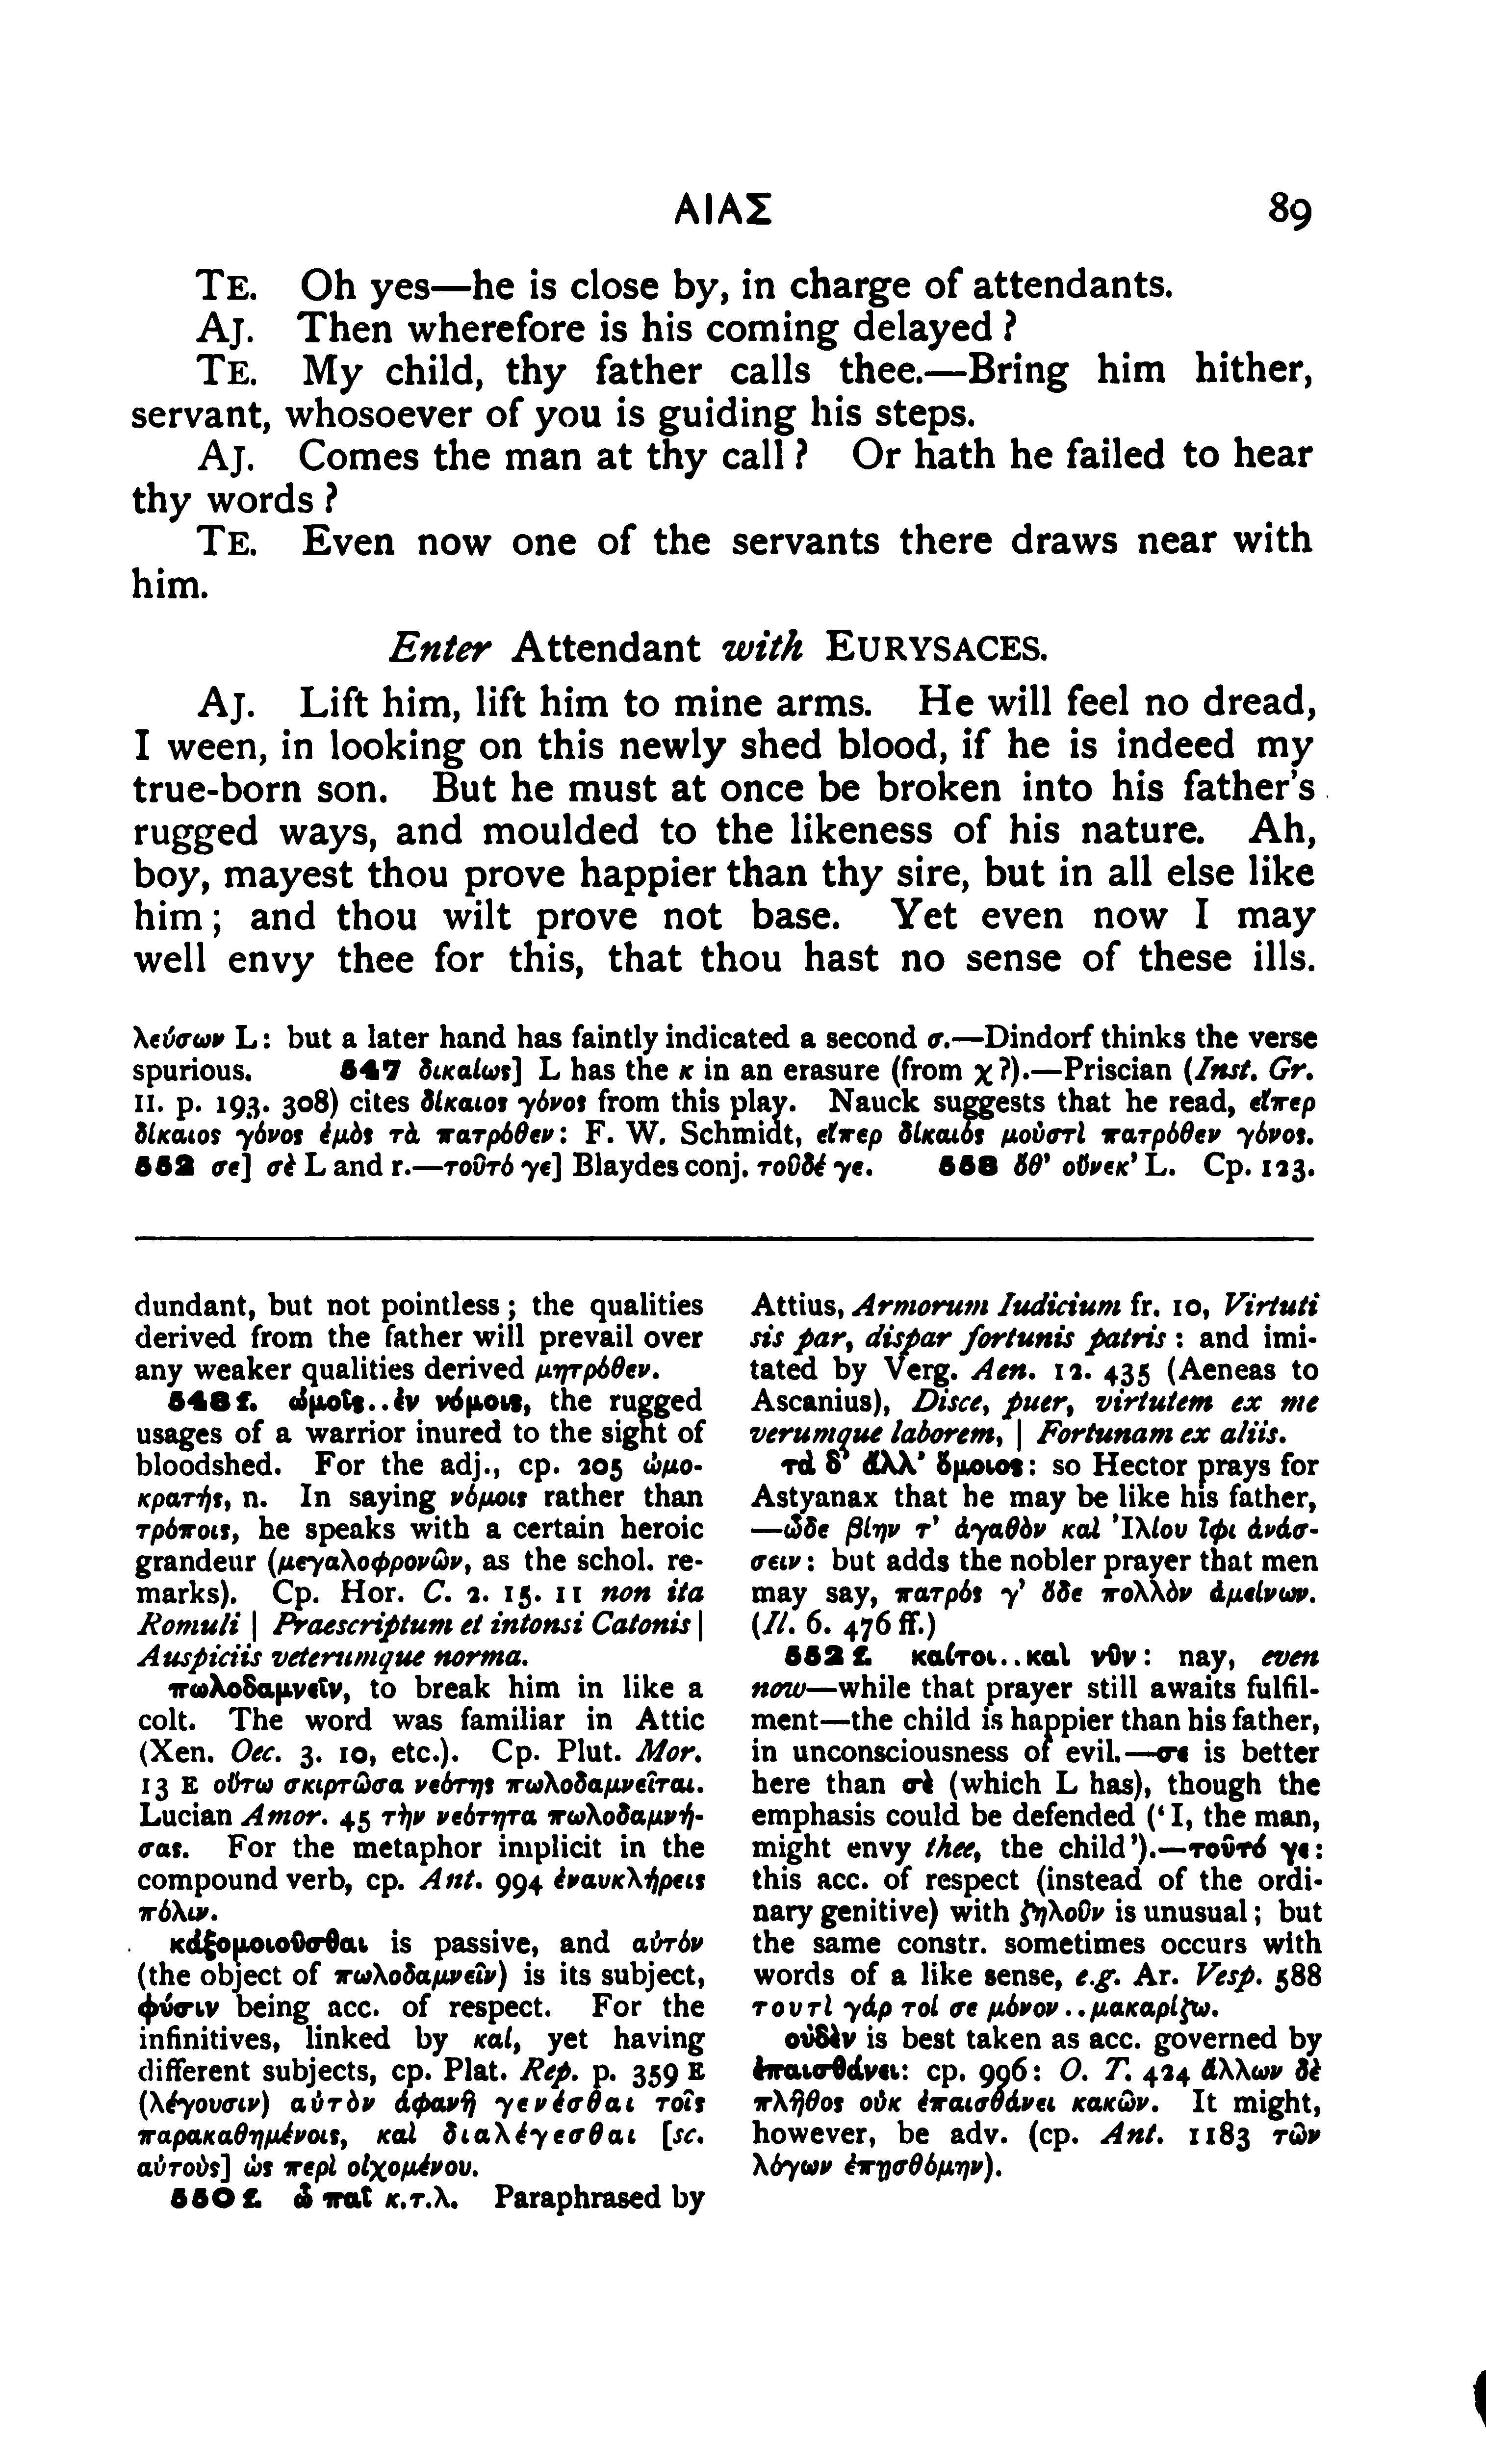 ΑΙΑΣ 89
TE. Oh yes—he is close by, in charge of attendants.
AJ. Then wherefore is his coming delayed?
TE. My child, thy father calls thee.—Bring him hither,
servant, whosoever of you is guiding his steps.
AJ. Comes the man at thy call? Or hath he failed to hear
thy words?
TE. Even now one of the servants there draws near with
him.
Enter Attendant with EURYSACES.
AJ. Lift him, lift him to mine arms. He will feel no dread,
I ween, in looking on this newly shed blood, if he is indeed my
true-born son. But he must at once be broken into his father's
rugged ways, and moulded to the likeness of his nature. Ah,
boy, mayest thou prove happier than thy sire, but in all else like
him; and thou wilt prove not base. Yet even now I may
well envy thee for this, that thou hast no sense of these ills.
λεύσων L: but a later hand has faintly indicated a second σ.—Dindorf thinks the verse
spurious. 547 δικαίως] L has the κ in an erasure (from χ?).—Priscian (Inst. Gr.
II. p. 193. 308) cites δίκαιος γόνος from this play. Nauck suggests that he read, εἴπερ
δίκαιος γόνος ἐμὸς τὰ πατρόθεν: F. W. Schmidt, εἴπερ δίκαιός μοὐστὶ πατρόθεν γόνος.
552 σε] σὲ L and r.—τοῦτό γε] Blaydes conj. τοῦδέ γε. 553 ὅθ' οὕνεκ' L. Cp. 123.
dundant, but not pointless; the qualities
derived from the father will prevail over
any weaker qualities derived μητρόθεν.
548 f. ὠμοῖς..ἐν νόμοις, the rugged
usages of a warrior inured to the sight of
bloodshed. For the adj., cp. 205 ὠμο-
κρατής, n. In saying νόμοις rather than
τρόποις, he speaks with a certain heroic
grandeur (μεγαλοφρονῶν, as the schol. re-
marks). Cp. Hor. C. 2. 15. 11 non ita
Romuli | Praescriptum et intonsi Catonis |
Auspiciis veterumque norma.
πωλοδαμνεῖν, to break him in like a
colt. The word was familiar in Attic
(Xen. Oec. 3. 10, etc.). Cp. Plut. Mor.
13 E οὕτω σκιρτῶσα νεότης πωλοδαμνεῖται.
Lucian Amor. 45 τὴν νεότητα πωλοδαμνή-
σας. For the metaphor implicit in the
compound verb, cp. Ant. 994 ἐναυκλήρεις
πόλιν.
κἀξομοιοῦσθαι is passive, and αὐτόν
(the object of πωλοδαμνεῖν) is its subject,
φύσιν being acc. of respect. For the
infinitives, linked by καί, yet having
different subjects, cp. Plat. Rep. p. 359 E
(λέγουσιν) αὐτὸν ἀφανῆ γενέσθαι τοῖς
παρακαθημένοις, καὶ διαλέγεσθαι [sc.
αὐτοὺς] ὡς περὶ οἰχομένου.
550 f. ὦ παῖ κ.τ.λ. Paraphrased by
Attius, Armorum Iudicium fr. 10, Virtuti
sis par, dispar fortunis patris: and imi-
tated by Verg. Aen. 12. 435 (Aeneas to
Ascanius), Disce, puer, virtutem ex me
verumque laborem, | Fortunam ex aliis.
τὰ δ' ἄλλ' ὅμοιος: so Hector prays for
Astyanax that he may be like his father,
—ὧδε βίην τ' ἀγαθὸν καὶ Ἰλίου ἶφι ἀνάσ-
σειν: but adds the nobler prayer that men
may say, πατρός γ' ὅδε πολλὸν ἀμείνων.
(Il. 6. 476 ff.)
552 f. καίτοι..καὶ νῦν: nay, even
now—while that prayer still awaits fulfil-
ment—the child is happier than his father,
in unconsciousness of evil.—σε is better
here than σὲ (which L has), though the
emphasis could be defended ('I, the man,
might envy thee, the child').—τοῦτό γε:
this acc. of respect (instead of the ordi-
nary genitive) with ζηλοῦν is unusual; but
the same constr. sometimes occurs with
words of a like sense, e.g. Ar. Vesp. 588
τουτὶ γάρ τοί σε μόνον..μακαρίζω.
οὐδὲν is best taken as acc. governed by
ἐπαισθάνει: cp. 996: O. T. 424 ἄλλων δὲ
πλῆθος οὐκ ἐπαισθάνει κακῶν. It might,
however, be adv. (cp. Ant. 1183 τῶν
λόγων ἐπῃσθόμην).